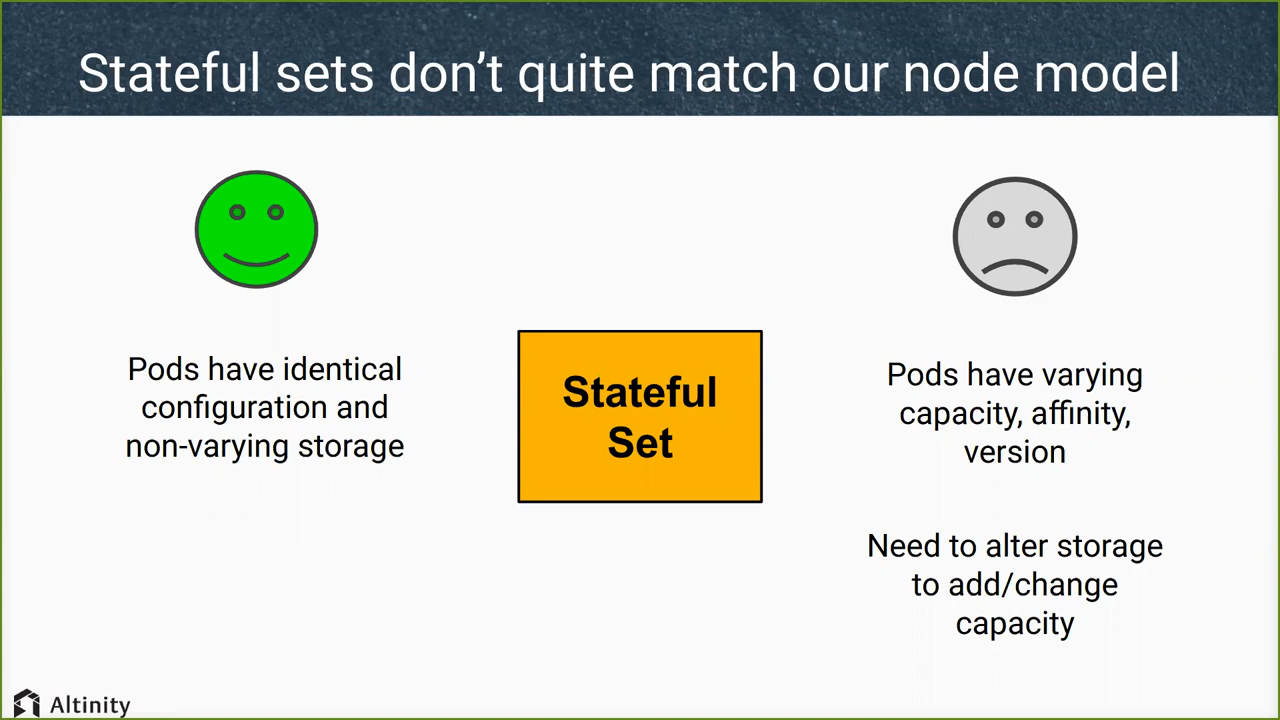 Stateful sets don’t quite match our node model
Pods have identical
configuration and
non-varying storage
Stateful
Set
Pods have varying
capacity, affinity,
version
Need to alter storage
to add/change
capacity
Altinity